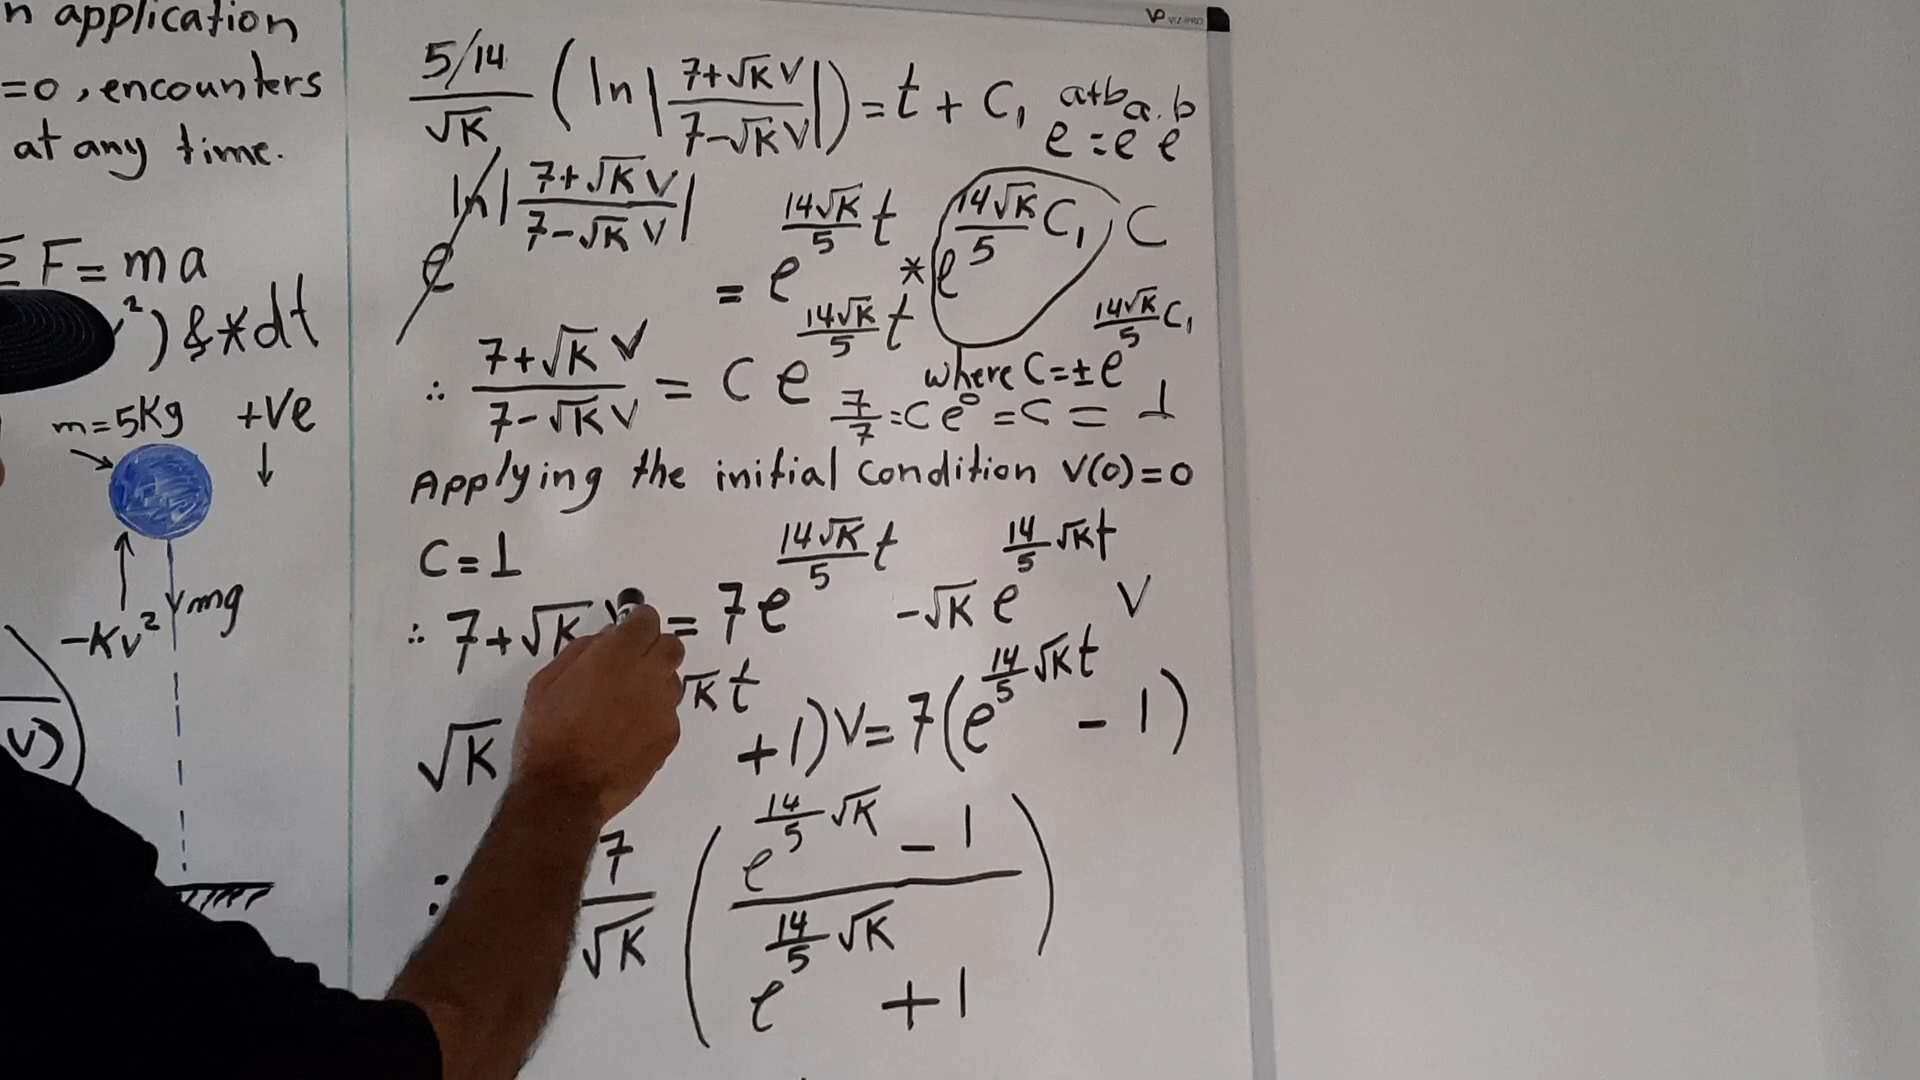 n application
=0, encounters
at any time.
Σ F = ma
²) & * dt
m=5Kg +ve
-Kv² mg
v)
VIZ-PRO
5/14 / √K (ln |(7+√K V)/(7-√K V)|) = t + C₁
e^(a+b) = e^a . e^b
e^(ln |(7+√K V)/(7-√K V)|) = e^(14√K/5 t) * e^(14√K/5 C₁) C
∴ (7+√K V)/(7-√K V) = C e^(14√K/5 t) where C = ± e^(14√K/5 C₁)
7/7 = C e⁰ = C = 1
Applying the initial condition V(0)=0
C = 1
∴ 7+√K V = 7e^(14√K/5 t) -√K e^(14/5 √K t) V
√K √K t +1) V = 7(e^(14/5 √K t) - 1)
7/√K ( (e^(14/5 √K) - 1) / (e^(14/5 √K) + 1) )